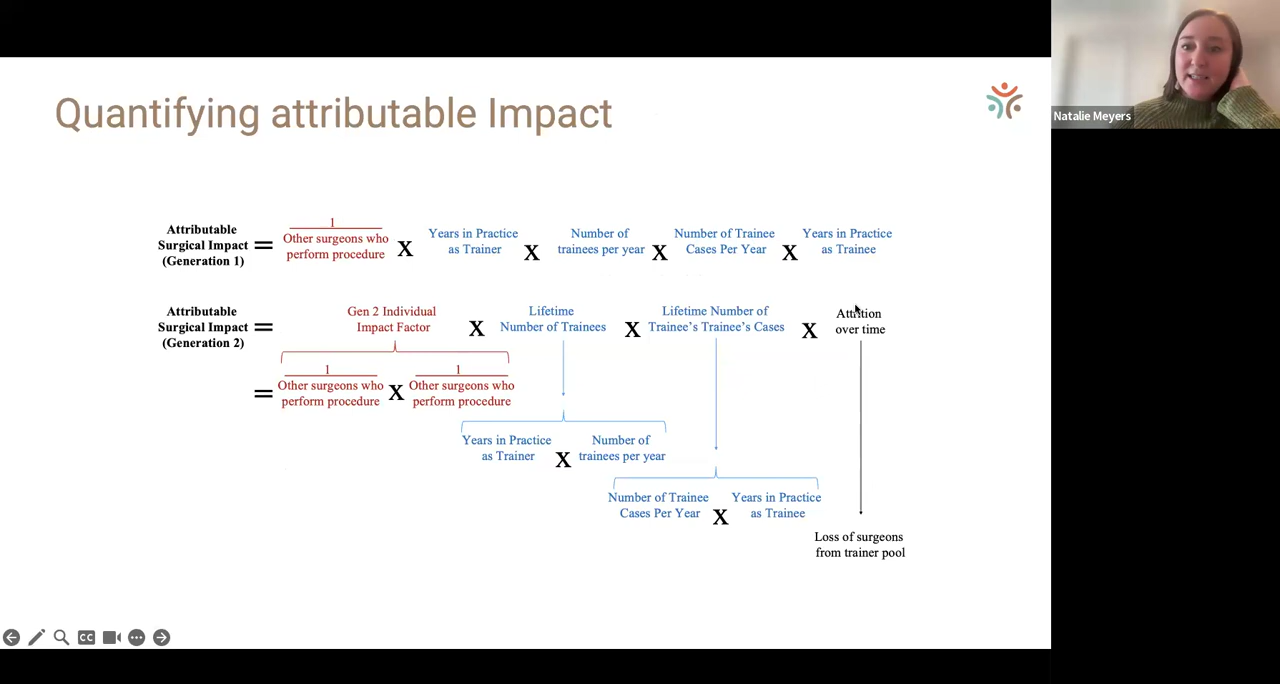 Quantifying attributable Impact
Natalie Meyers
Attributable
Surgical Impact
(Generation 1)
=
1
Other surgeons who
perform procedure
X
Years in Practice
as Trainer
X
Number of
trainees per year
X
Number of Trainee
Cases Per Year
X
Years in Practice
as Trainee
Attributable
Surgical Impact
(Generation 2)
=
Gen 2 Individual
Impact Factor
X
Lifetime
Number of Trainees
X
Lifetime Number of
Trainee's Trainee's Cases
X
Attrition
over time
=
1
Other surgeons who
perform procedure
X
1
Other surgeons who
perform procedure
Years in Practice
as Trainer
X
Number of
trainees per year
Number of Trainee
Cases Per Year
X
Years in Practice
as Trainee
Loss of surgeons
from trainer pool
CC